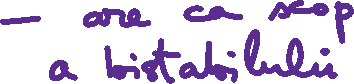 — are ca scop
a bistabilului